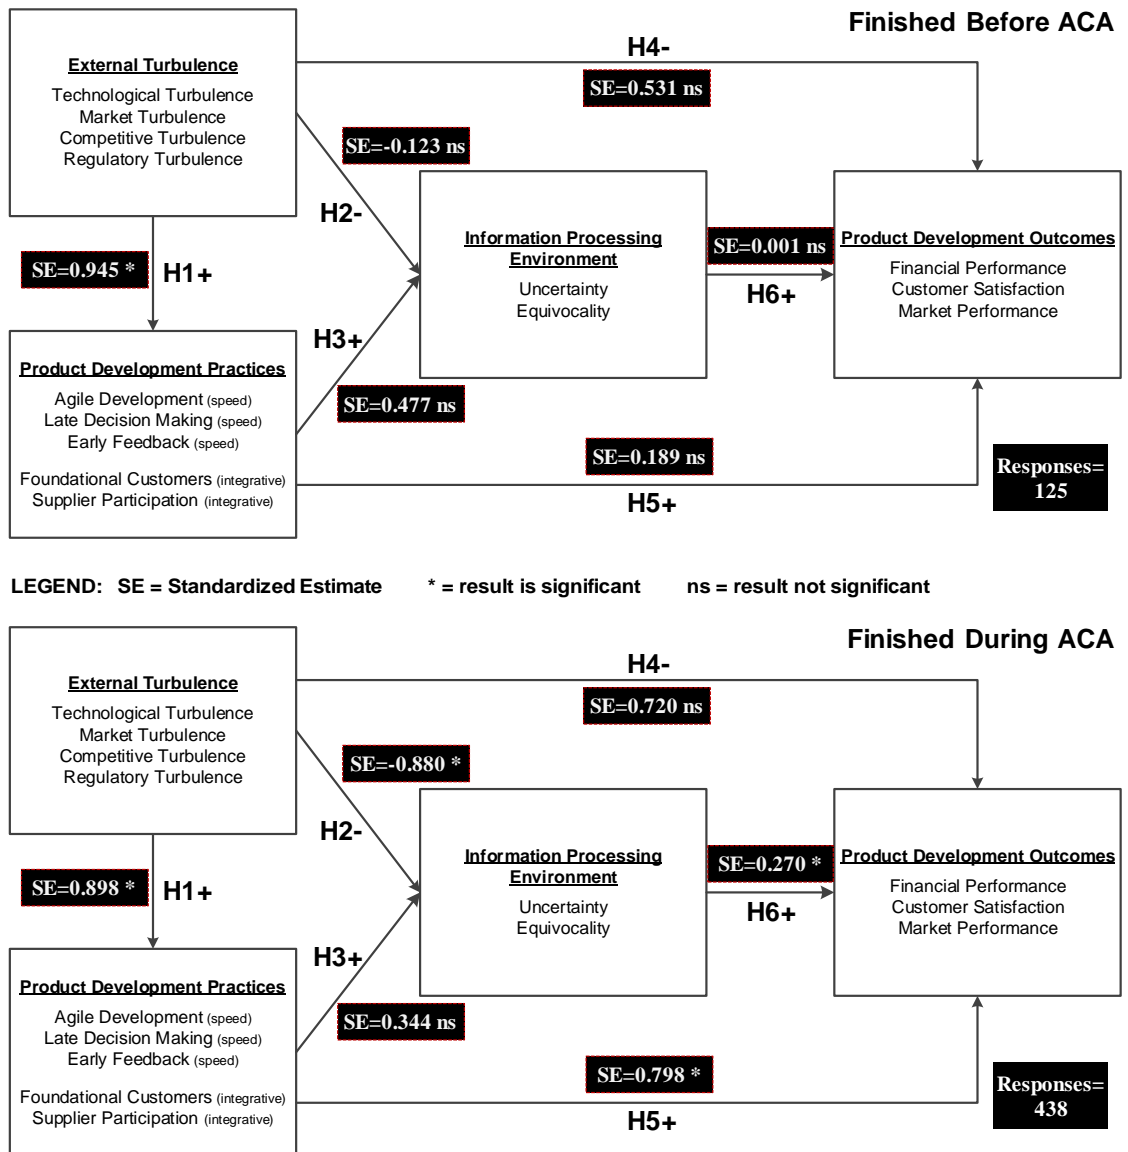 Finished Before ACA
H4-
SE=0.531 ns
External Turbulence
Technological Turbulence
Market Turbulence
Competitive Turbulence
Regulatory Turbulence
SE=-0.123 ns
H2-
Information Processing
Environment
Uncertainty
Equivocality
SE=0.001 ns
H6+
Product Development Outcomes
Financial Performance
Customer Satisfaction
Market Performance
SE=0.945 *
H1+
H3+
SE=0.477 ns
Product Development Practices
Agile Development (speed)
Late Decision Making (speed)
Early Feedback (speed)
Foundational Customers (integrative)
Supplier Participation (integrative)
SE=0.189 ns
H5+
Responses=
125
LEGEND: SE = Standardized Estimate * = result is significant ns = result not significant
Finished During ACA
H4-
SE=0.720 ns
External Turbulence
Technological Turbulence
Market Turbulence
Competitive Turbulence
Regulatory Turbulence
SE=-0.880 *
H2-
Information Processing
Environment
Uncertainty
Equivocality
SE=0.270 *
H6+
Product Development Outcomes
Financial Performance
Customer Satisfaction
Market Performance
SE=0.898 *
H1+
H3+
SE=0.344 ns
Product Development Practices
Agile Development (speed)
Late Decision Making (speed)
Early Feedback (speed)
Foundational Customers (integrative)
Supplier Participation (integrative)
SE=0.798 *
H5+
Responses=
438